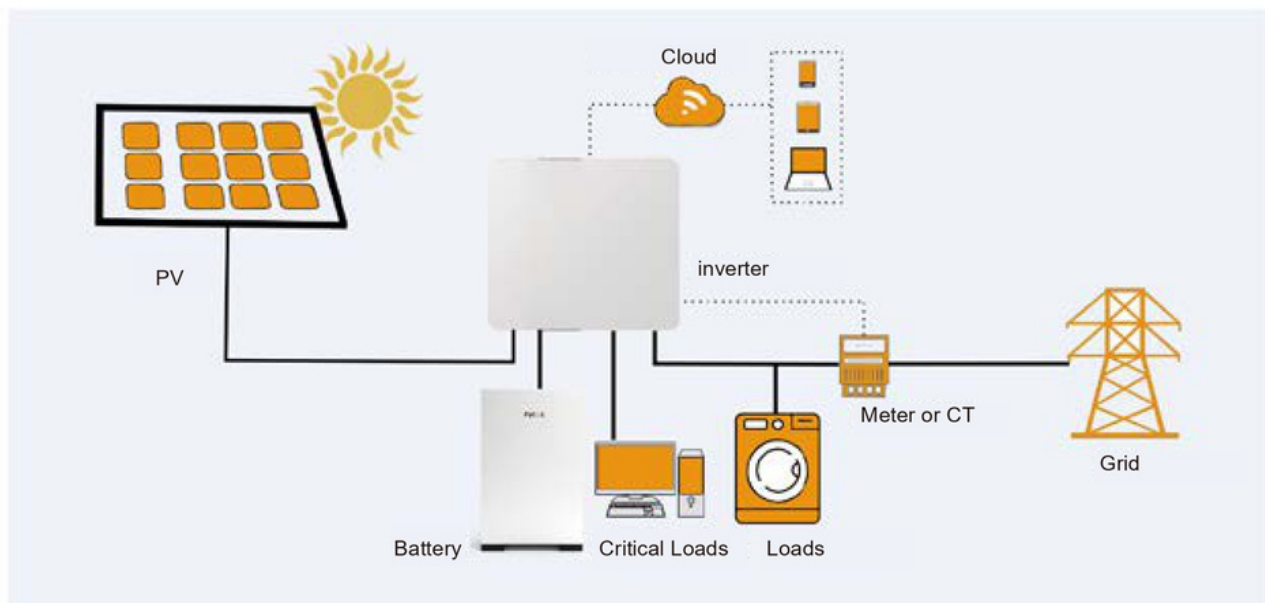 Cloud
PV
inverter
Meter or CT
Grid
Battery
Critical Loads
Loads